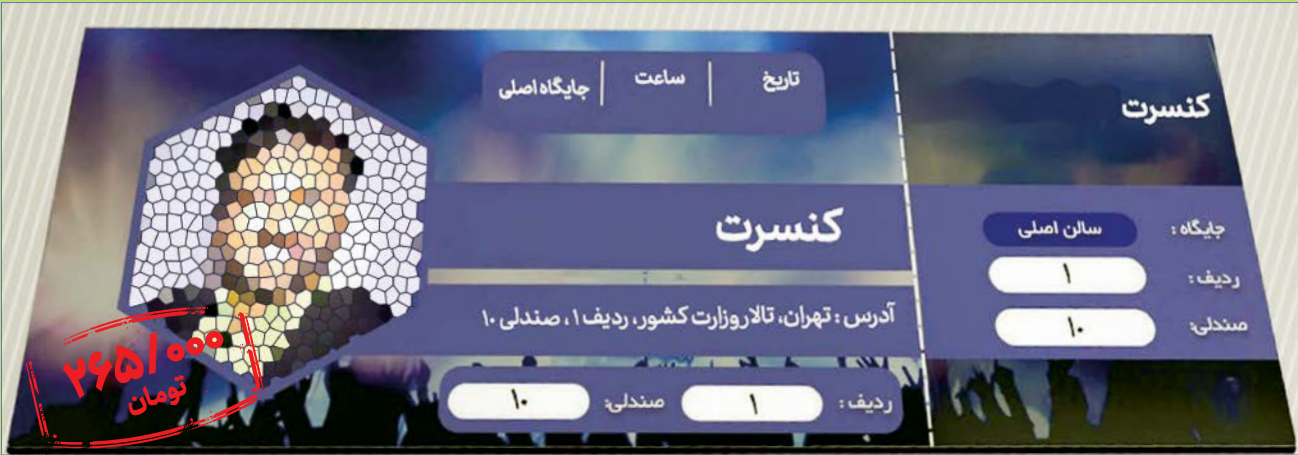 کنسرت
جایگاه : سالن اصلی
ردیف : ۱
صندلی: ۱۰
تاریخ | ساعت | جایگاه اصلی
کنسرت
آدرس : تهران، تالار وزارت کشور، ردیف ۱، صندلی ۱۰
ردیف : ۱ صندلی: ۱۰
۲۶۵/۰۰۰
تومان